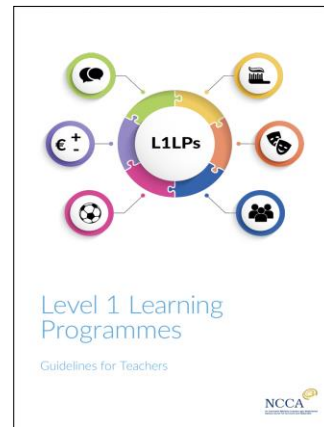 € + -
L1LPs
Level 1 Learning
Programmes
Guidelines for Teachers
NCCA